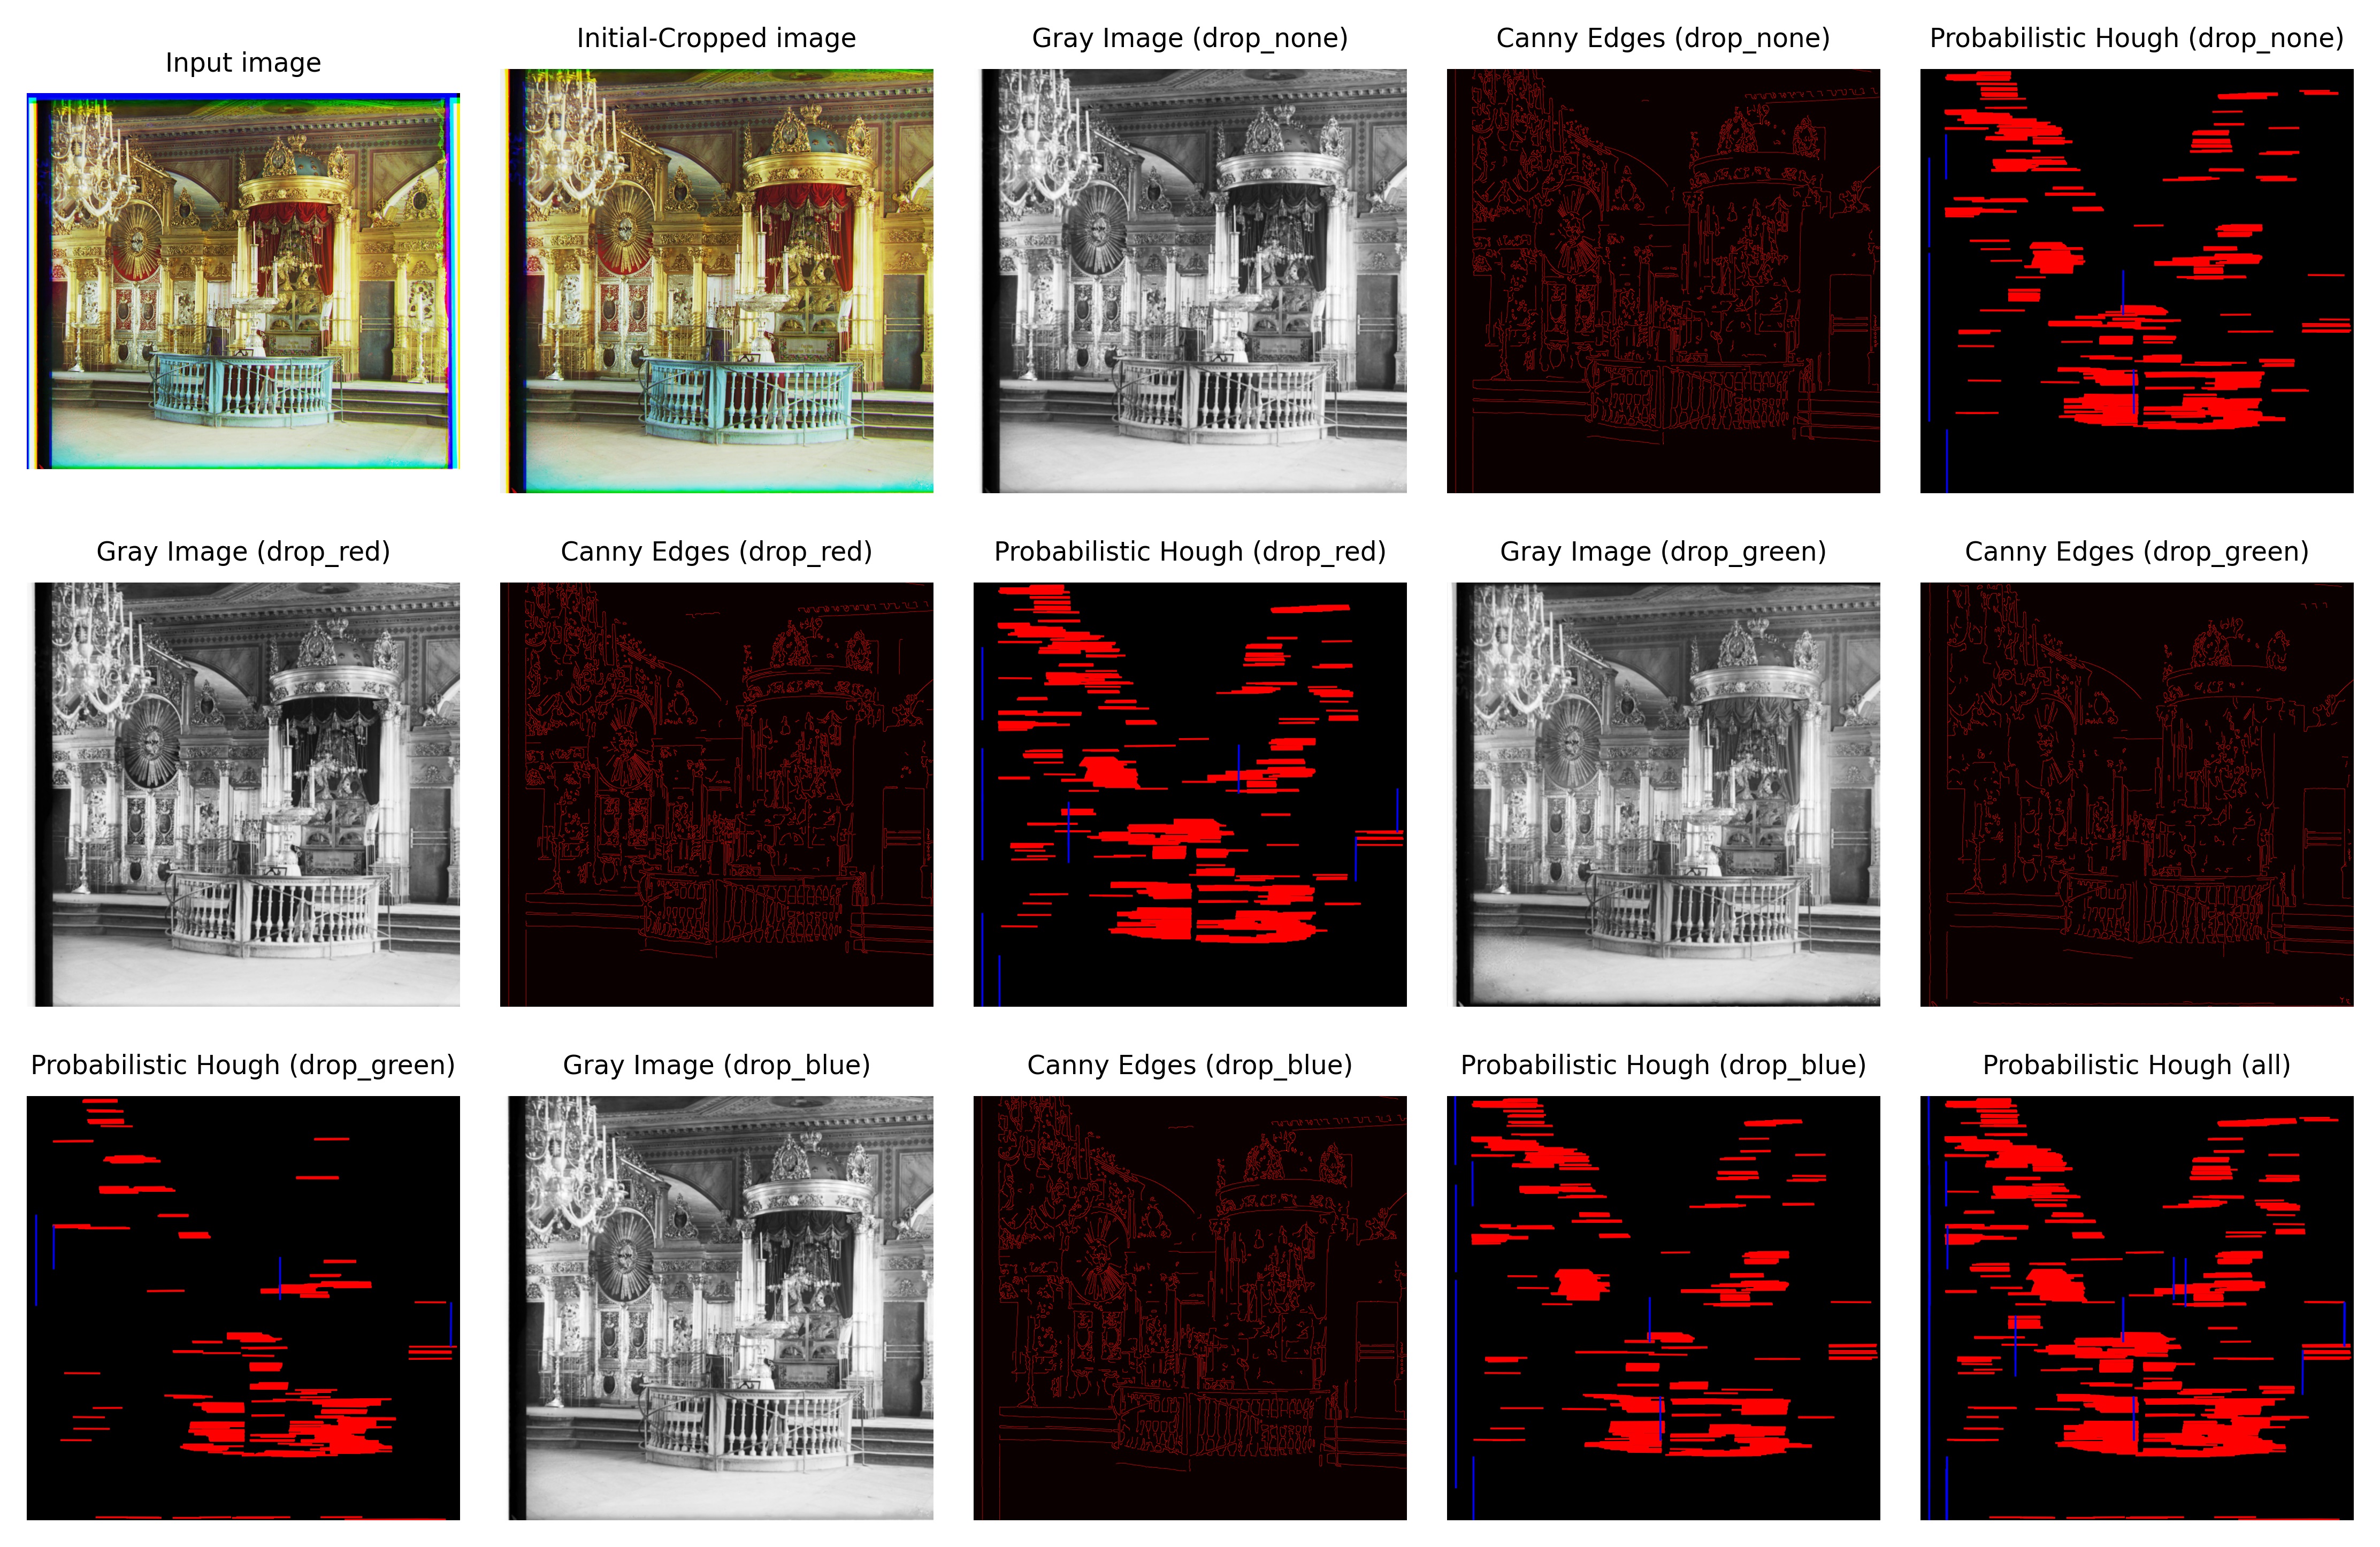 Input image
Initial-Cropped image
Gray Image (drop_none)
Canny Edges (drop_none)
Probabilistic Hough (drop_none)
Gray Image (drop_red)
Canny Edges (drop_red)
Probabilistic Hough (drop_red)
Gray Image (drop_green)
Canny Edges (drop_green)
Probabilistic Hough (drop_green)
Gray Image (drop_blue)
Canny Edges (drop_blue)
Probabilistic Hough (drop_blue)
Probabilistic Hough (all)